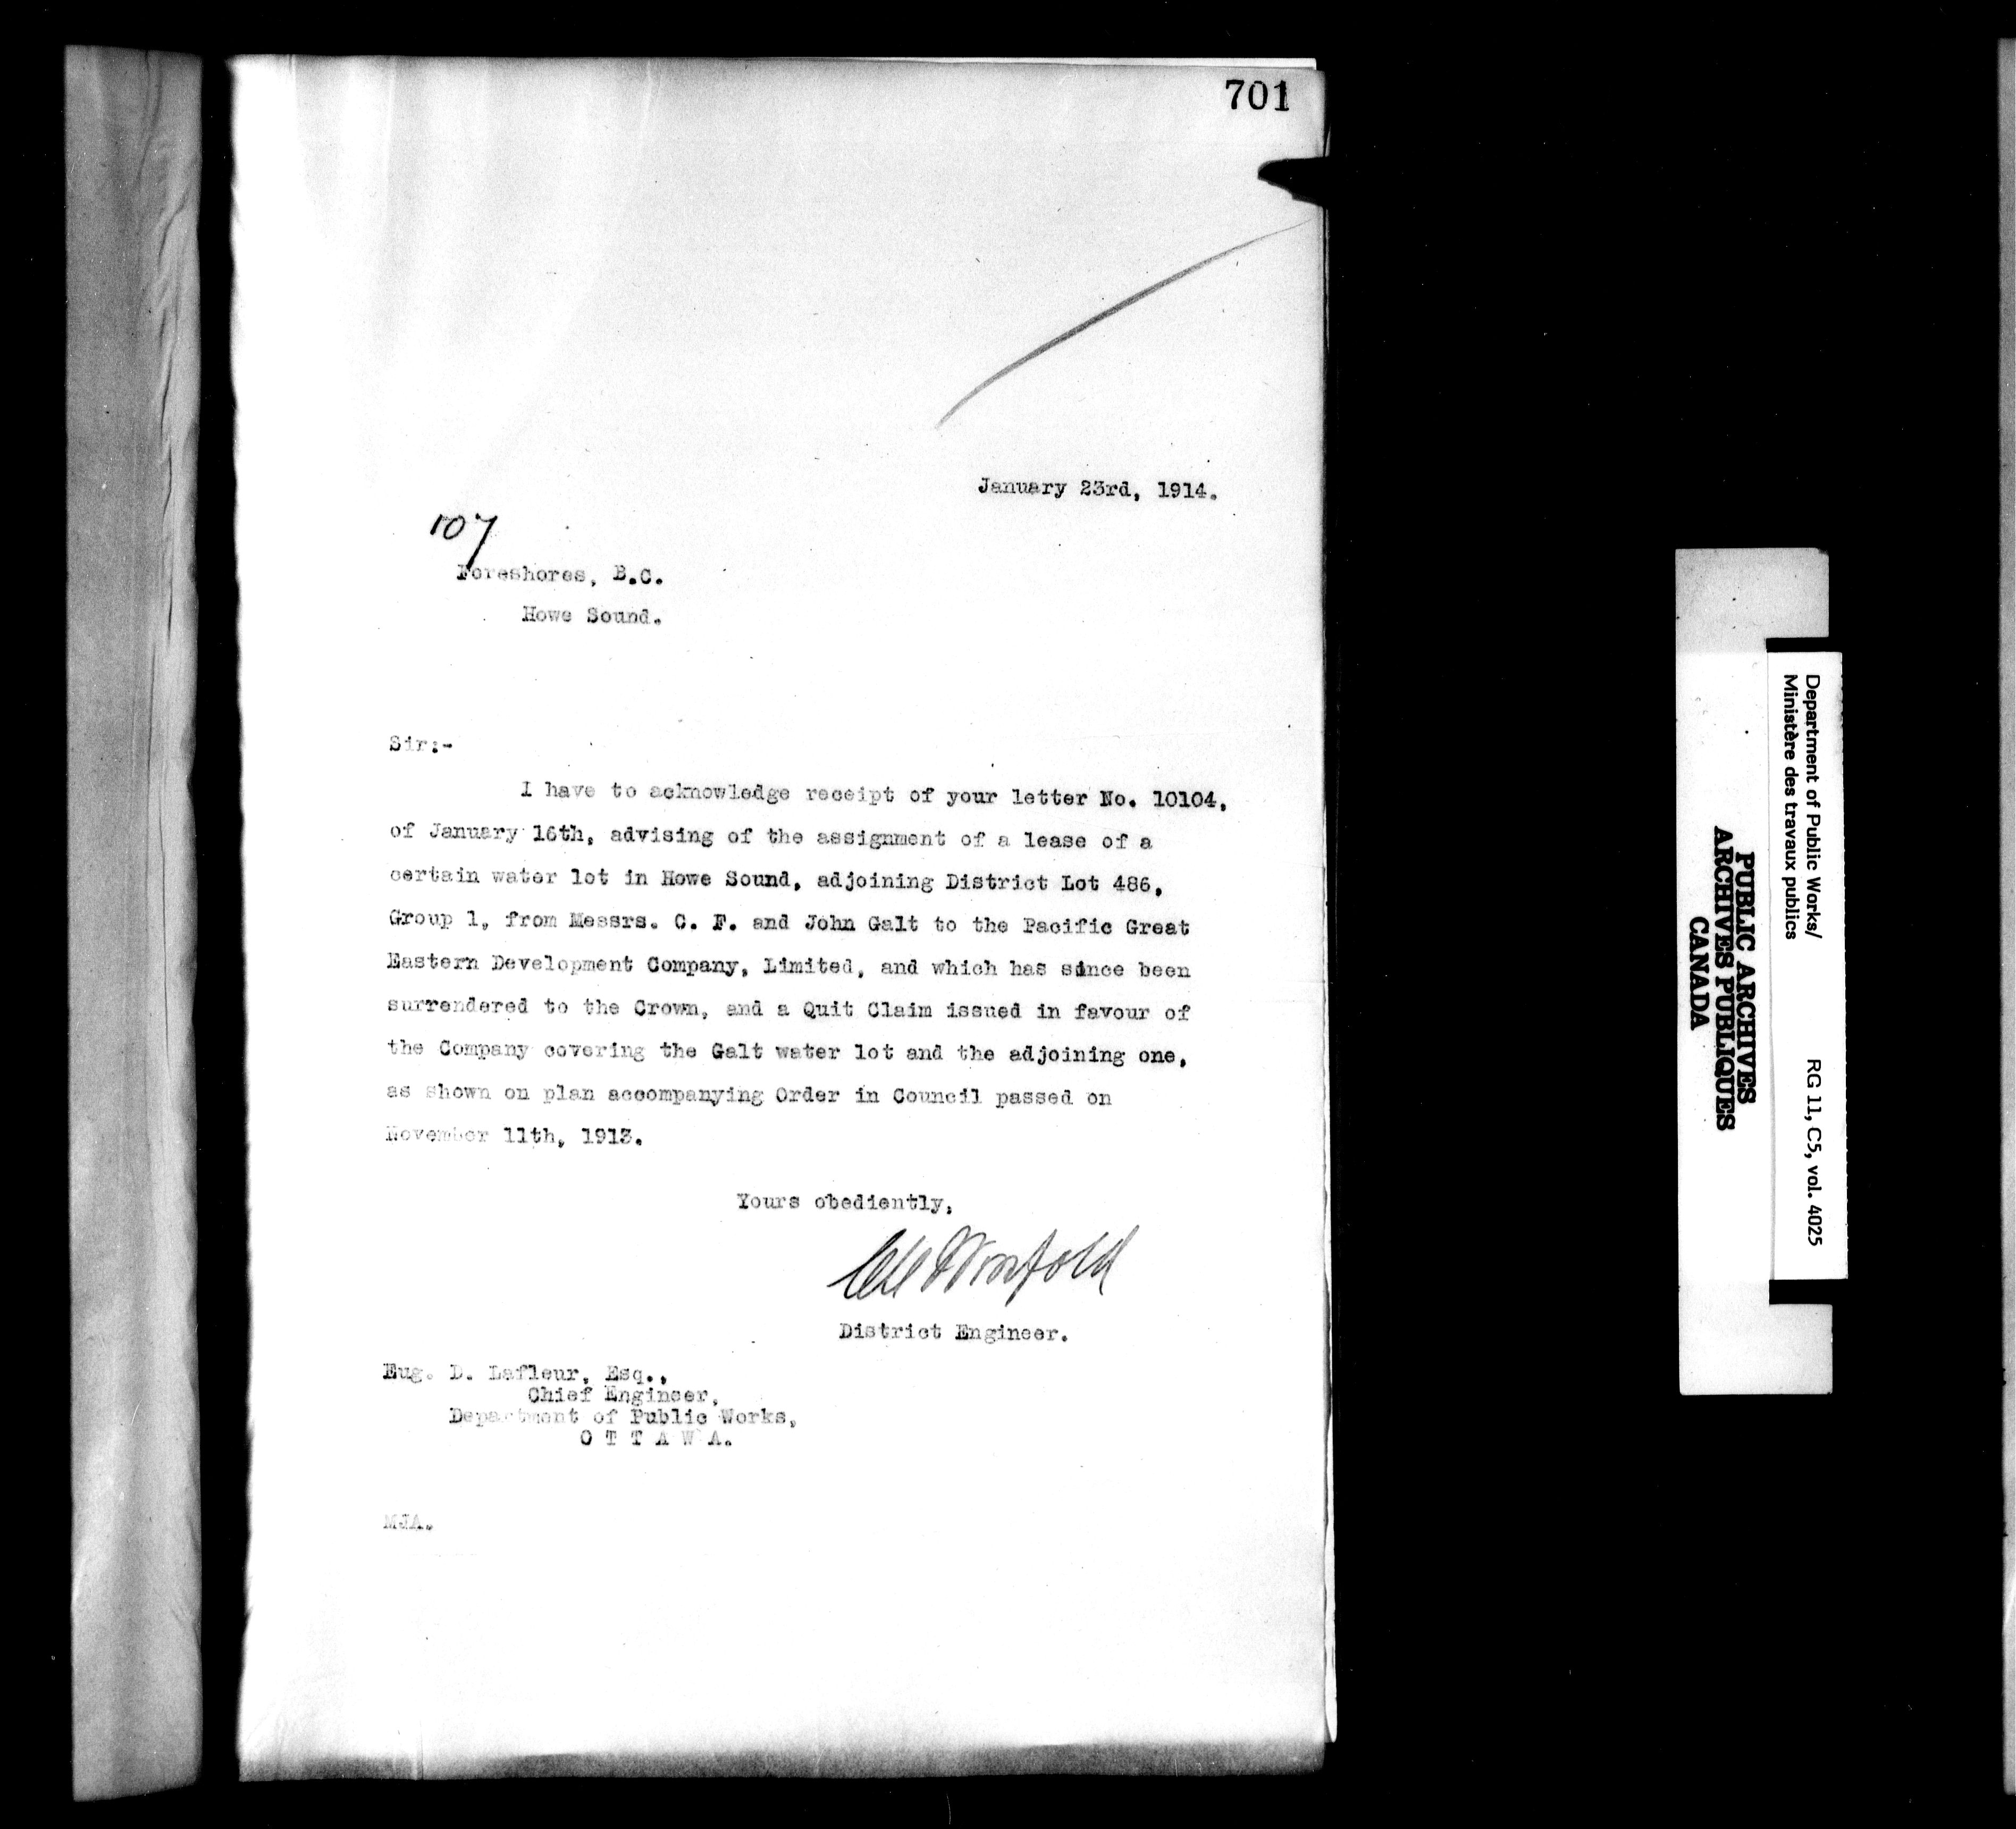 701
January 23rd, 1914.
107
Foreshores, B.C.
Howe Sound.
Sir:-
I have to acknowledge receipt of your letter No. 10104,
of January 16th, advising of the assignment of a lease of a
certain water lot in Howe Sound, adjoining District Lot 486,
Group 1, from Messrs. C. F. and John Galt to the Pacific Great
Eastern Development Company, Limited, and which has since been
surrendered to the Crown, and a Quit Claim issued in favour of
the Company covering the Galt water lot and the adjoining one,
as shown on plan accompanying Order in Council passed on
November 11th, 1913.
Yours obediently,
District Engineer.
Eug. D. Lafleur, Esq.,
Chief Engineer,
Department of Public Works,
O T T A W A.
MJA.
Department of Public Works/
Ministère des travaux publics
RG 11, C5, vol. 4025
PUBLIC ARCHIVES
ARCHIVES PUBLIQUES
CANADA